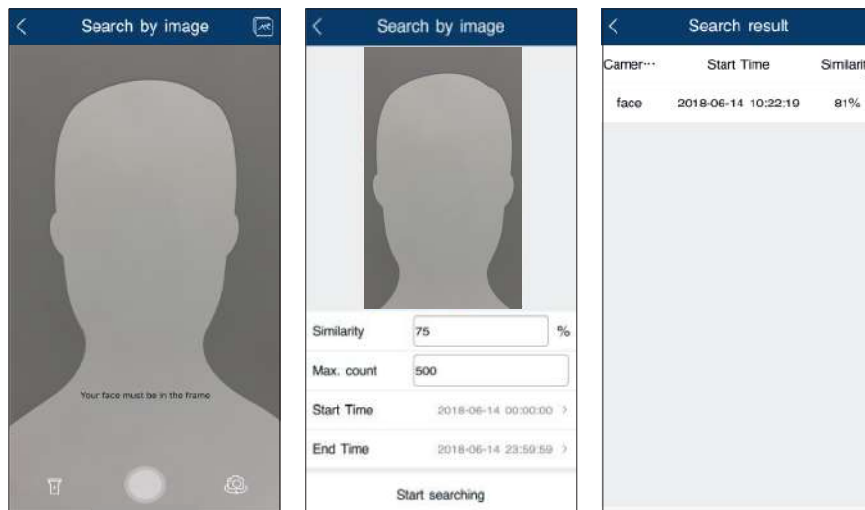 Search by image
Your face must be in the frame
Search by image
Similarity 75 %
Max. count 500
Start Time 2018-06-14 00:00:00 >
End Time 2018-06-14 23:59:59 >
Start searching
Search result
Camer··· Start Time Similarit
face 2018-06-14 10:22:19 81%